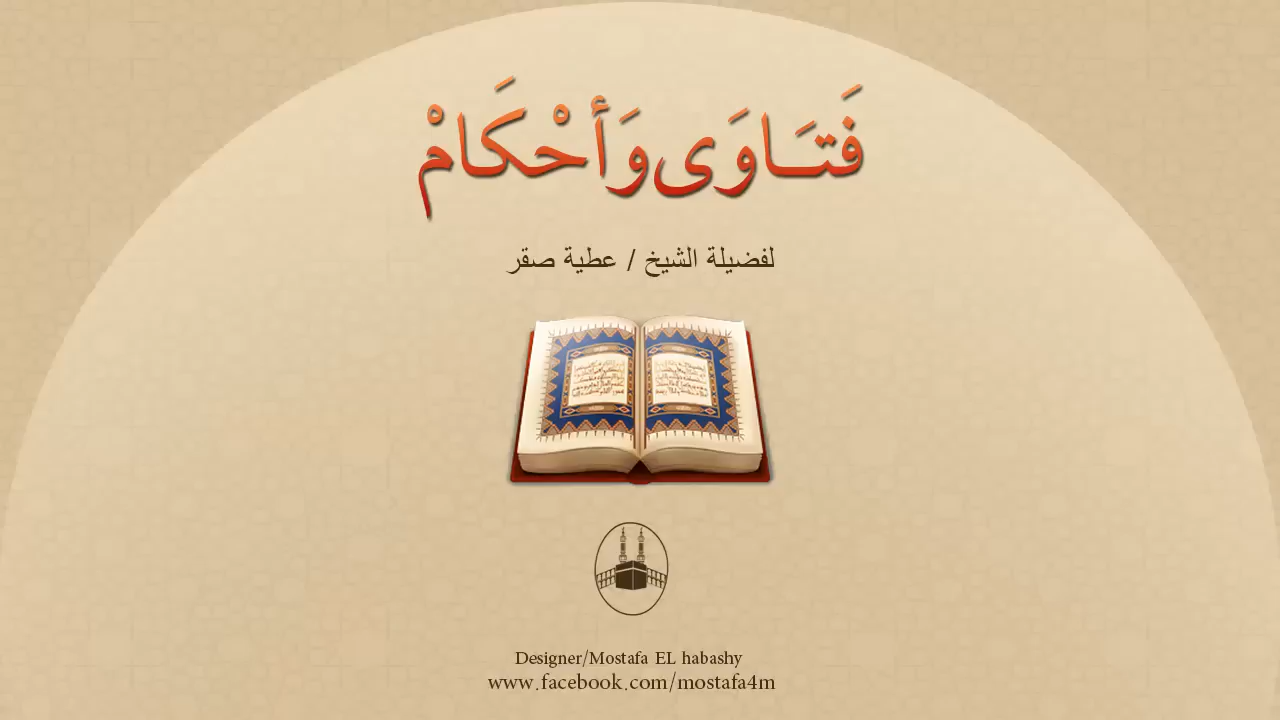 فَتَاوَى وَأَحْكَامْ
لفضيلة الشيخ / عطية صقر
Designer/Mostafa EL habashy
www.facebook.com/mostafa4m